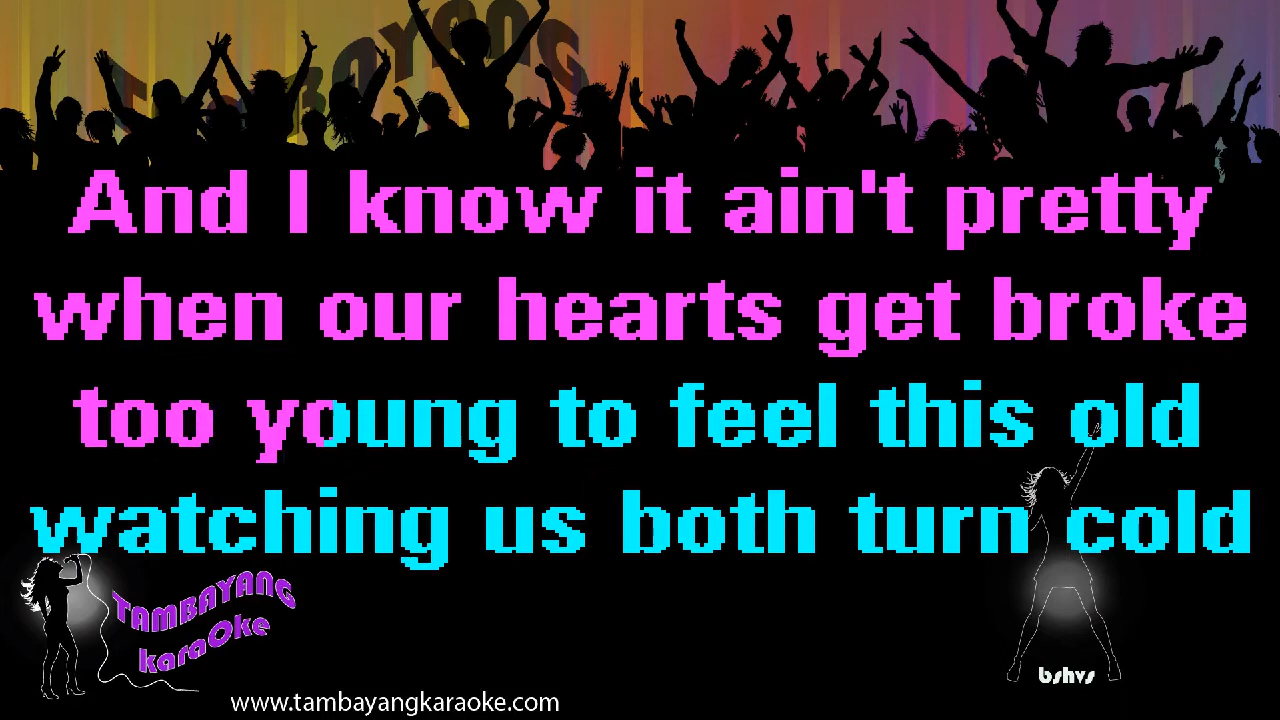 TAMBAYANG
And I know it ain't pretty
when our hearts get broke
too young to feel this old
watching us both turn cold
TAMBAYANG
karaOke
bshvs
www.tambayangkaraoke.com